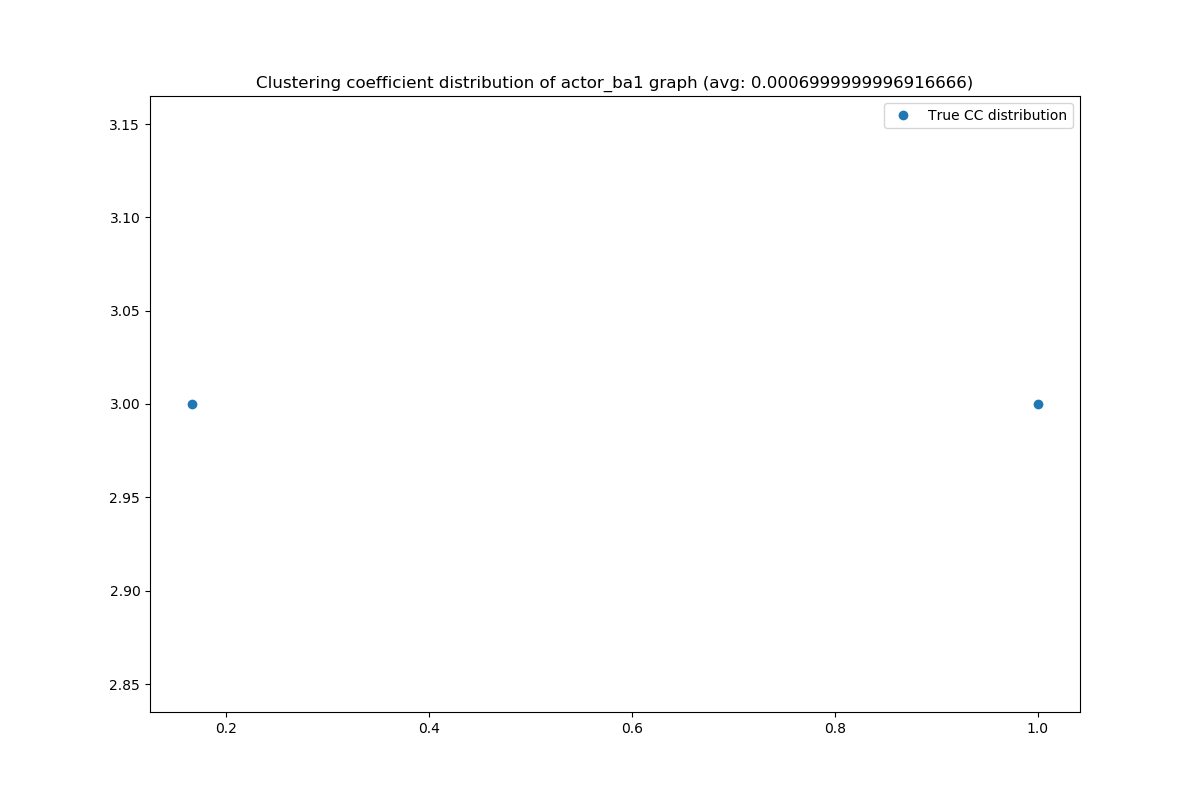 Clustering coefficient distribution of actor_ba1 graph (avg: 0.0006999999996916666)
True CC distribution
3.15
3.10
3.05
3.00
2.95
2.90
2.85
0.2 0.4 0.6 0.8 1.0